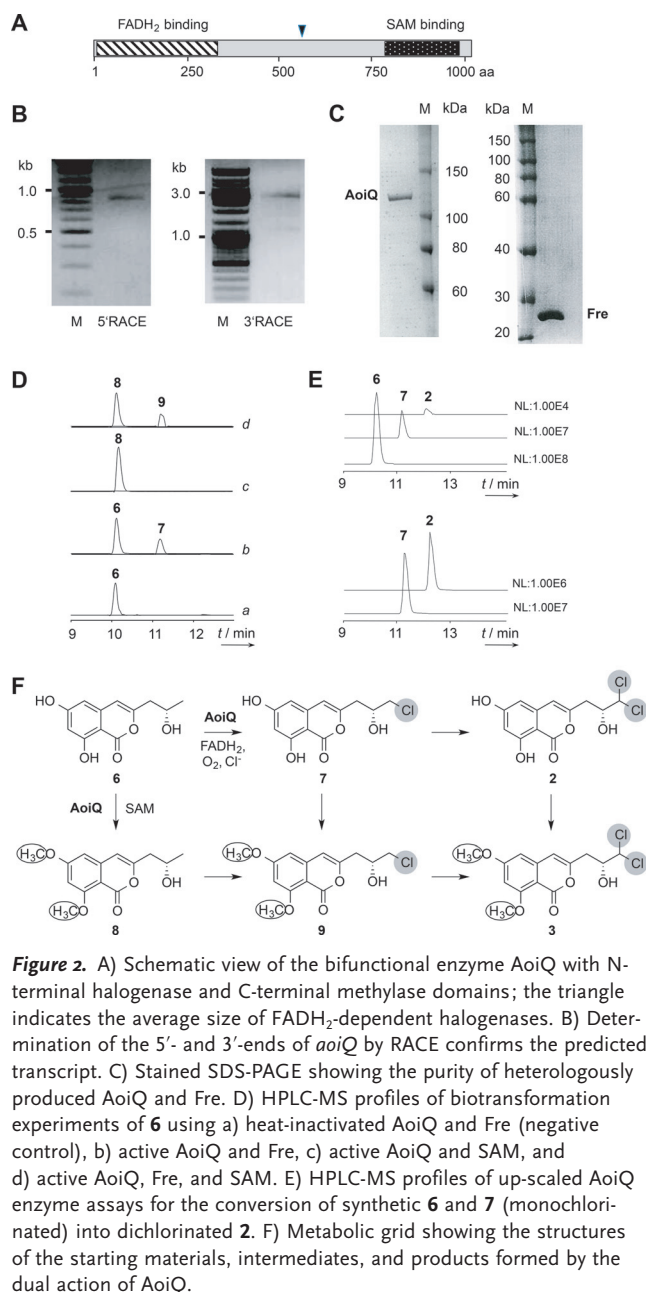 A
FADH₂ binding SAM binding
1 250 500 750 1000 aa
B
kb kb
1.0 3.0
0.5 1.0
M 5'RACE M 3'RACE
C
M kDa kDa M
AoiQ 150 100 80 60
150 100 80 60 40 30 20 Fre
D
8 9 d
8 c
6 7 b
6 a
9 10 11 12 t / min
E
6 7 2
NL:1.00E4
NL:1.00E7
NL:1.00E8
9 11 13 t / min
7 2
NL:1.00E6
NL:1.00E7
9 11 13 t / min
F
HO O O OH OH
6
AoiQ
FADH₂,
O₂, Cl⁻
HO O O OH OH Cl
7
HO O O OH OH Cl Cl
2
AoiQ SAM
H₃CO O O OH H₃C O
8
H₃CO O O OH H₃C O Cl
9
H₃CO O O OH H₃C O Cl Cl
3
Figure 2. A) Schematic view of the bifunctional enzyme AoiQ with N-
terminal halogenase and C-terminal methylase domains; the triangle
indicates the average size of FADH₂-dependent halogenases. B) Deter-
mination of the 5′- and 3′-ends of aoiQ by RACE confirms the predicted
transcript. C) Stained SDS-PAGE showing the purity of heterologously
produced AoiQ and Fre. D) HPLC-MS profiles of biotransformation
experiments of 6 using a) heat-inactivated AoiQ and Fre (negative
control), b) active AoiQ and Fre, c) active AoiQ and SAM, and
d) active AoiQ, Fre, and SAM. E) HPLC-MS profiles of up-scaled AoiQ
enzyme assays for the conversion of synthetic 6 and 7 (monochlori-
nated) into dichlorinated 2. F) Metabolic grid showing the structures
of the starting materials, intermediates, and products formed by the
dual action of AoiQ.